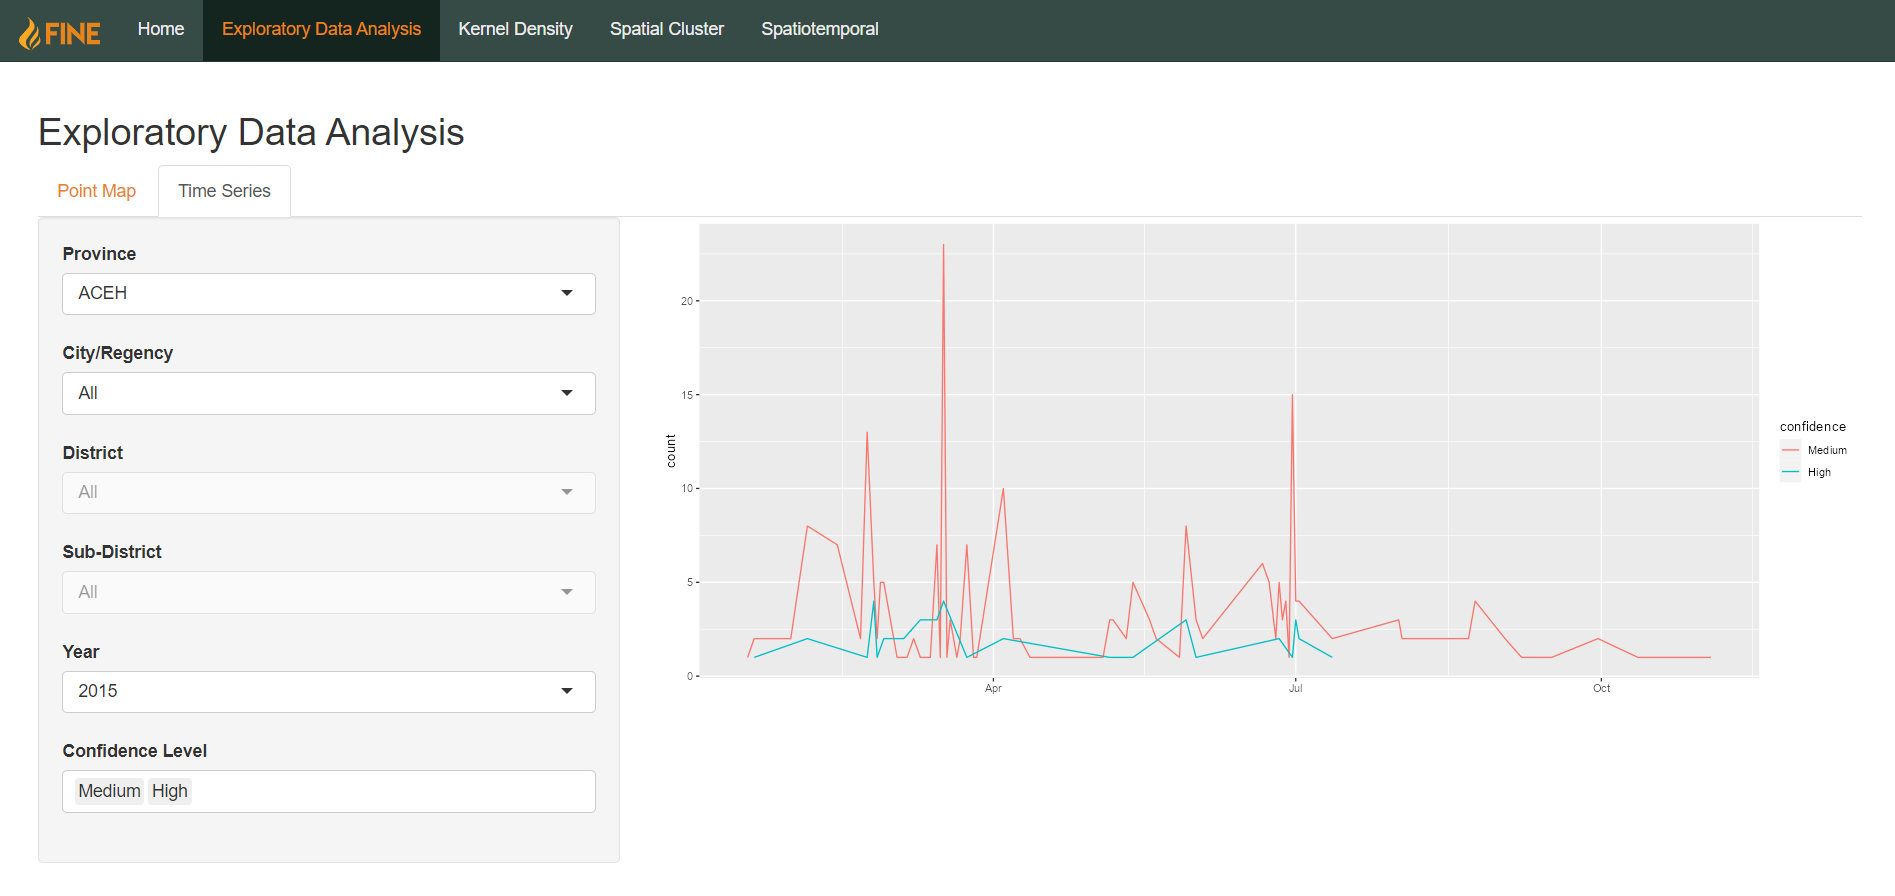 FINE
Home
Exploratory Data Analysis
Kernel Density
Spatial Cluster
Spatiotemporal
Exploratory Data Analysis
Point Map
Time Series
Province
ACEH
City/Regency
All
District
All
Sub-District
All
Year
2015
Confidence Level
Medium High
count
20
15
10
5
0
Apr
Jul
Oct
confidence
Medium
High